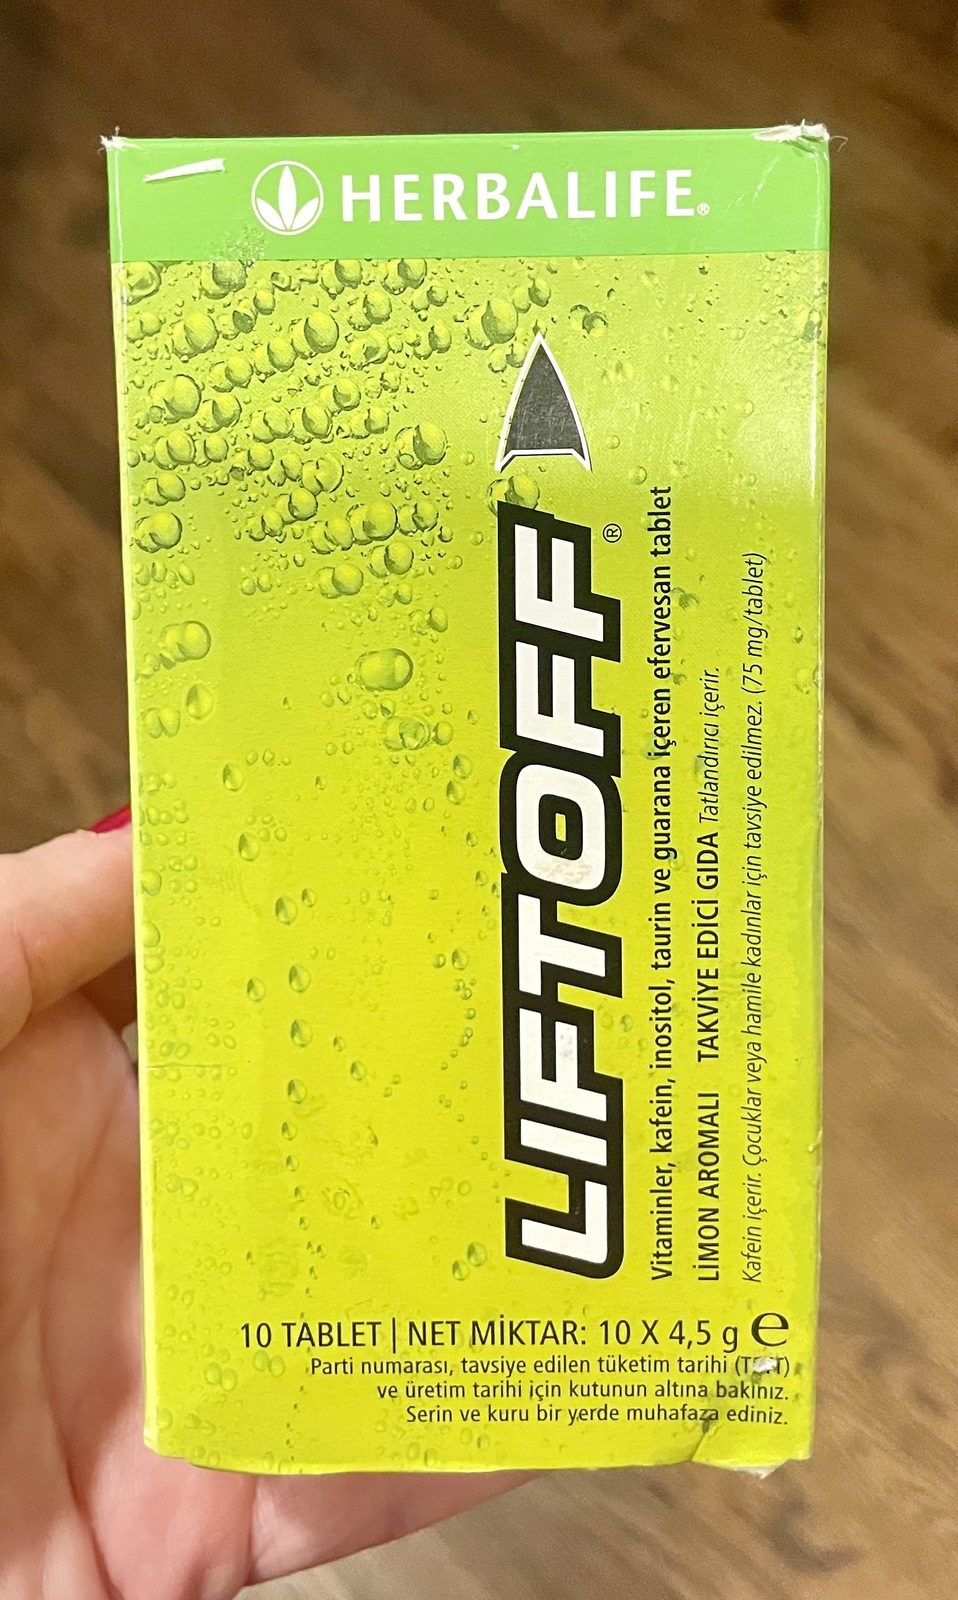 HERBALIFE®
LIFTOFF®
Vitaminler, kafein, inositol, taurin ve guarana içeren efervesan tablet
LİMON AROMALI TAKVİYE EDİCİ GIDA Tatlandırıcı içerir.
Kafein içerir. Çocuklar veya hamile kadınlar için tavsiye edilmez. (75 mg/tablet)
10 TABLET | NET MİKTAR: 10 X 4,5 g ℮
Parti numarası, tavsiye edilen tüketim tarihi
ve üretim tarihi için kutunun altına bakınız.
Serin ve kuru bir yerde muhafaza ediniz.